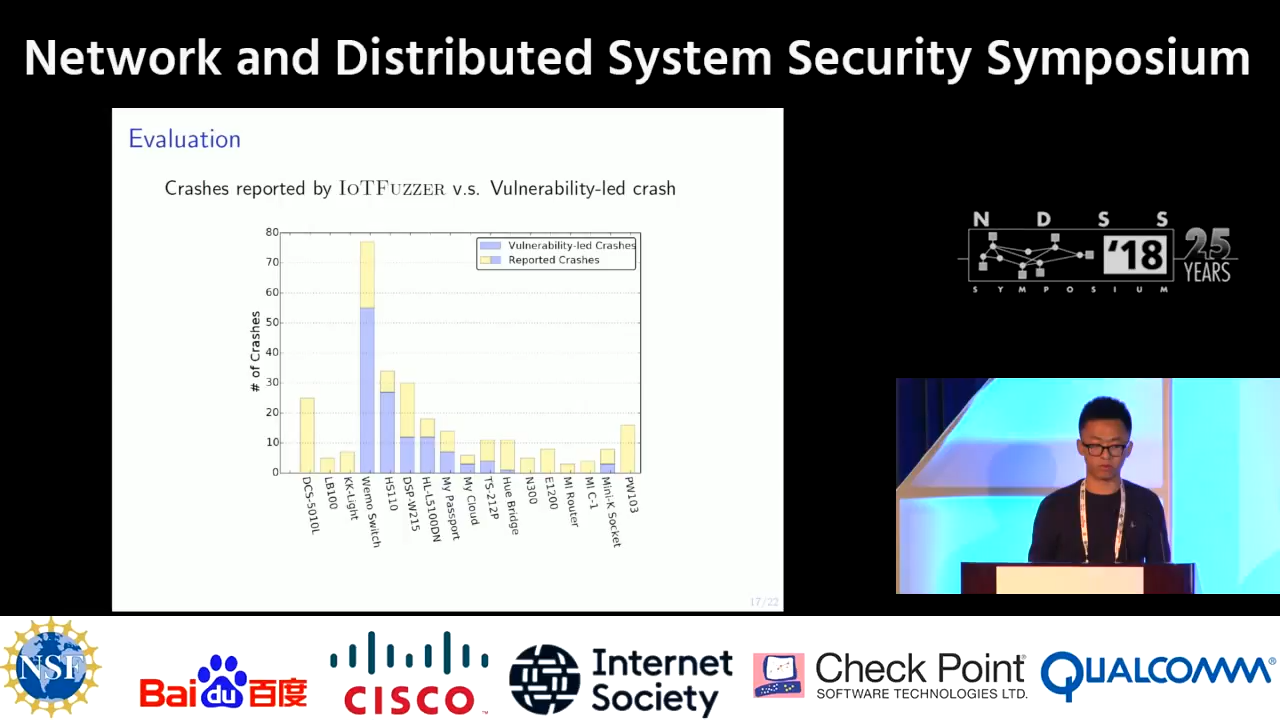 Network and Distributed System Security Symposium
Evaluation
Crashes reported by IoTFuzzer v.s. Vulnerability-led crash
80
70
60
50
40
30
20
10
0
# of Crashes
Vulnerability-led Crashes
Reported Crashes
DCS-5010L
LB100
KK-Light
Wemo Switch
HS110
DSP-W215
HL-L5100DN
My Passport
My Cloud
TS-212P
Hue Bridge
N300
E1200
MI Router
MI C-1
Mini-K Socket
PW103
17/22
N D S S
'18
25
YEARS
S Y M P O S I U M
NSF
Bai du 百度
CISCO
Internet
Society
Check Point
SOFTWARE TECHNOLOGIES LTD.
QUALCOMM